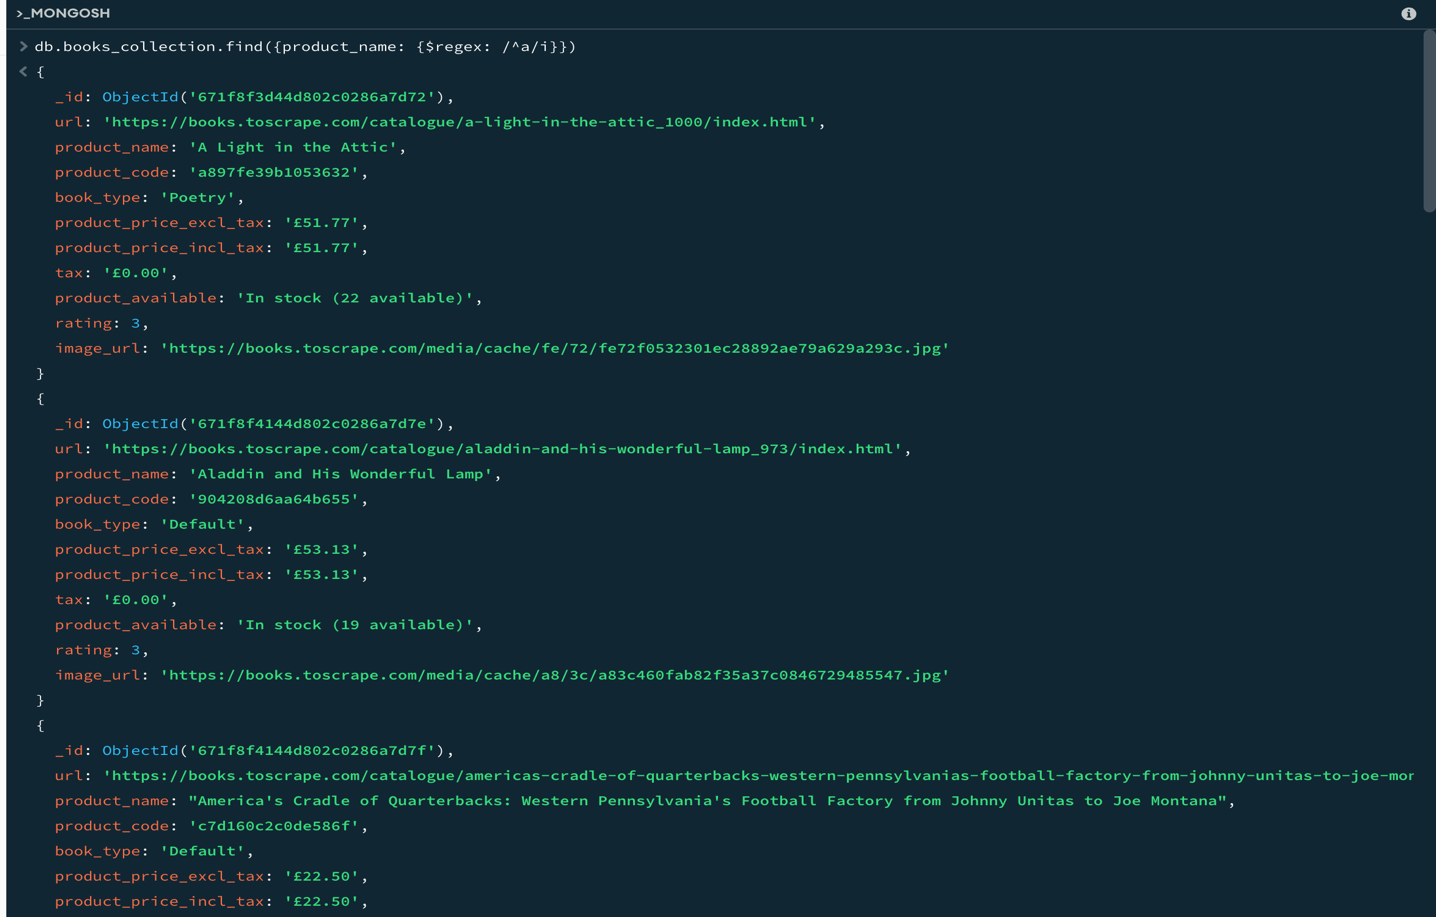 >_MONGOSH
> db.books_collection.find({product_name: {$regex: /^a/i}})
< {
_id: ObjectId('671f8f3d44d802c0286a7d72'),
url: 'https://books.toscrape.com/catalogue/a-light-in-the-attic_1000/index.html',
product_name: 'A Light in the Attic',
product_code: 'a897fe39b1053632',
book_type: 'Poetry',
product_price_excl_tax: '£51.77',
product_price_incl_tax: '£51.77',
tax: '£0.00',
product_available: 'In stock (22 available)',
rating: 3,
image_url: 'https://books.toscrape.com/media/cache/fe/72/fe72f0532301ec28892ae79a629a293c.jpg'
}
{
_id: ObjectId('671f8f4144d802c0286a7d7e'),
url: 'https://books.toscrape.com/catalogue/aladdin-and-his-wonderful-lamp_973/index.html',
product_name: 'Aladdin and His Wonderful Lamp',
product_code: '904208d6aa64b655',
book_type: 'Default',
product_price_excl_tax: '£53.13',
product_price_incl_tax: '£53.13',
tax: '£0.00',
product_available: 'In stock (19 available)',
rating: 3,
image_url: 'https://books.toscrape.com/media/cache/a8/3c/a83c460fab82f35a37c0846729485547.jpg'
}
{
_id: ObjectId('671f8f4144d802c0286a7d7f'),
url: 'https://books.toscrape.com/catalogue/americas-cradle-of-quarterbacks-western-pennsylvanias-football-factory-from-johnny-unitas-to-joe-mon
product_name: "America's Cradle of Quarterbacks: Western Pennsylvania's Football Factory from Johnny Unitas to Joe Montana",
product_code: 'c7d160c2c0de586f',
book_type: 'Default',
product_price_excl_tax: '£22.50',
product_price_incl_tax: '£22.50',